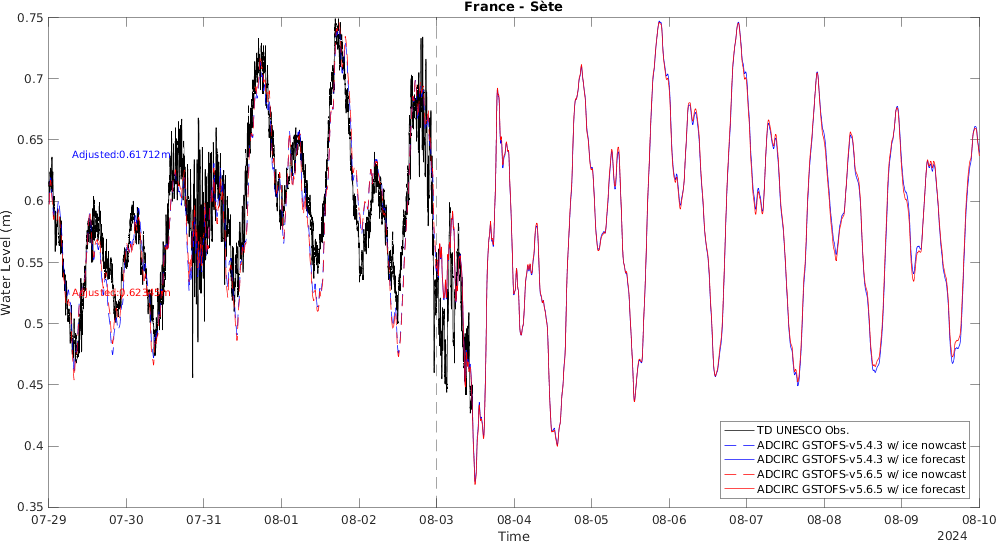 France - Sète
Water Level (m)
0.75
0.7
0.65
0.6
0.55
0.5
0.45
0.4
0.35
Adjusted:0.61712m
TD UNESCO Obs.
ADCIRC GSTOFS-v5.4.3 w/ ice nowcast
ADCIRC GSTOFS-v5.4.3 w/ ice forecast
ADCIRC GSTOFS-v5.6.5 w/ ice nowcast
ADCIRC GSTOFS-v5.6.5 w/ ice forecast
07-29 07-30 07-31 08-01 08-02 08-03 08-04 08-05 08-06 08-07 08-08 08-09 08-10
Time
2024